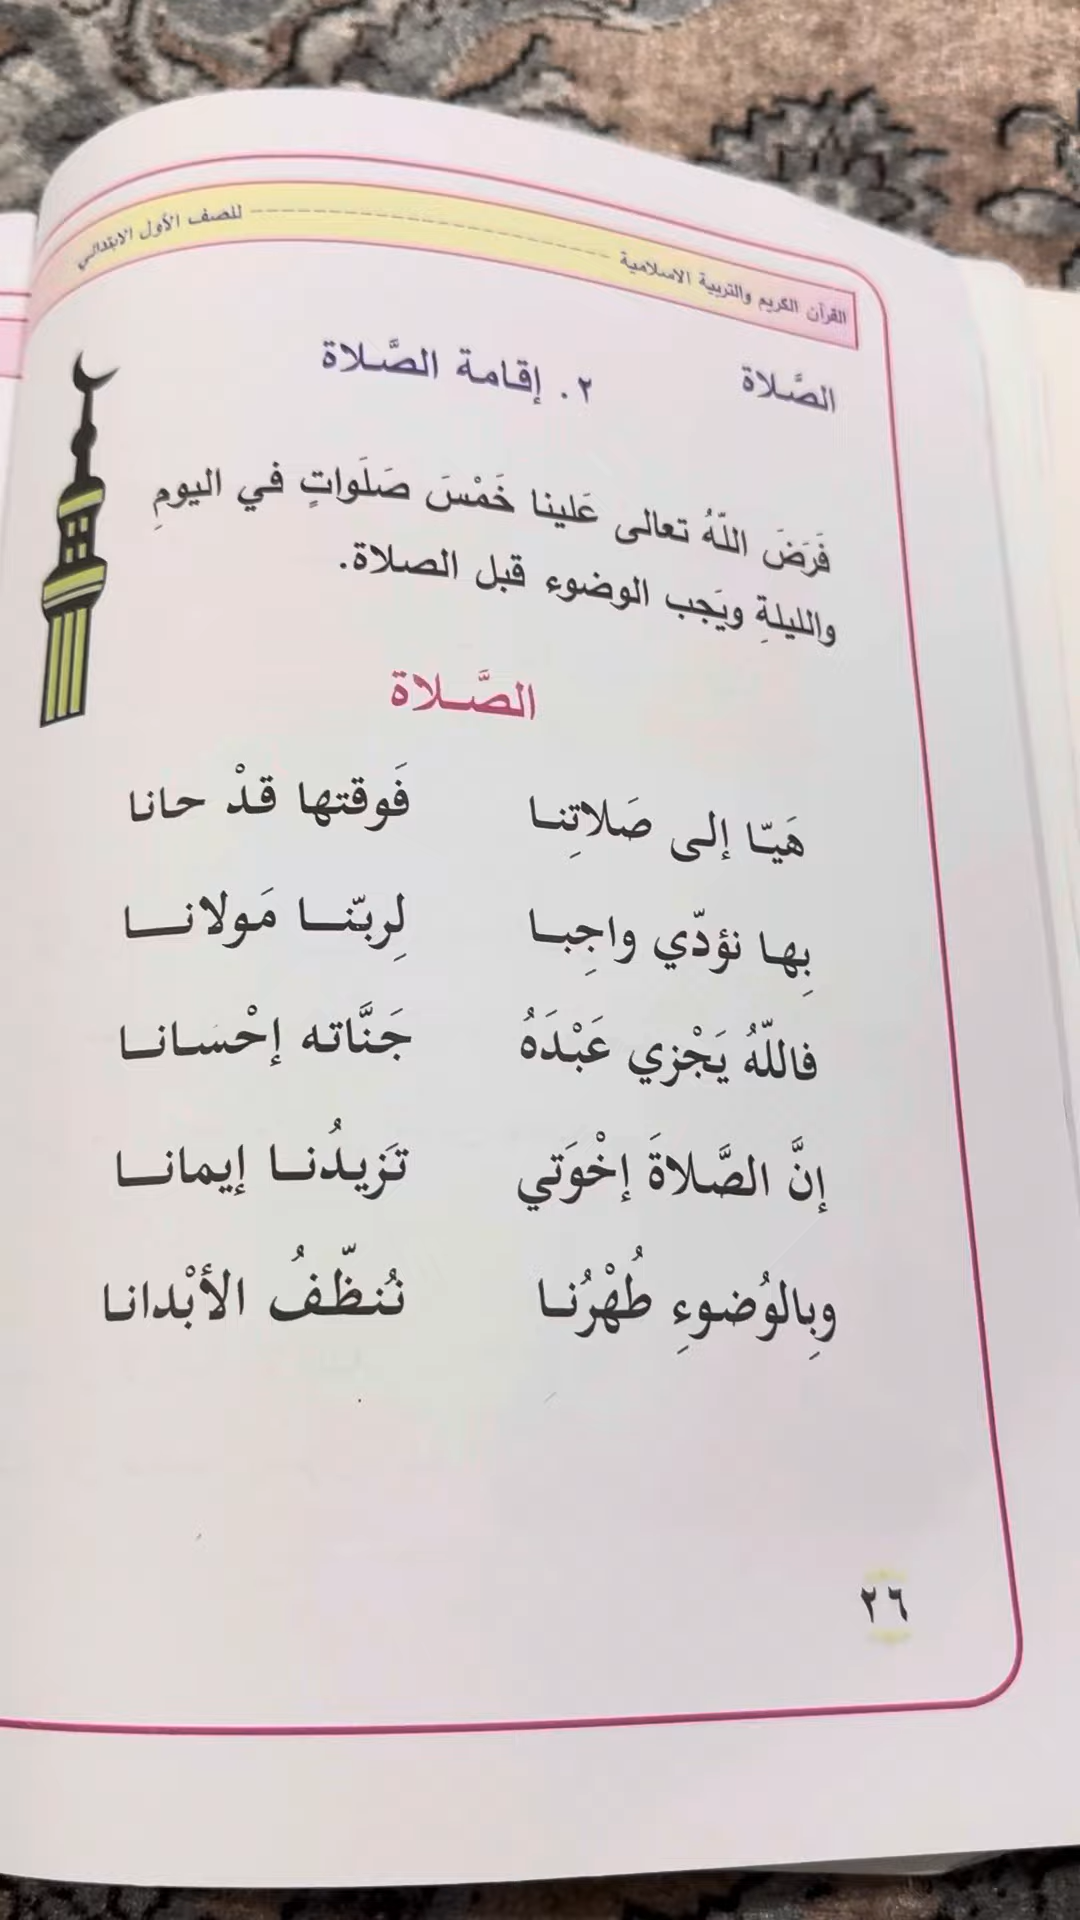 القرآن الكريم والتربية الاسلامية ---------------- للصف الأول الابتدائي
الصَّلاة ٢. إقامة الصَّلاة
فَرَضَ اللّهُ تعالى عَلينا خَمْسَ صَلَواتٍ في اليومِ
والليلةِ ويَجب الوضوء قبل الصلاة.
الصَّلاة
هَيّا إلى صَلاتِنا فَوقتها قدْ حانا
بِها نؤدّي واجِبا لِربّنا مَولانا
فاللّهُ يَجْزي عَبْدَهُ جَنَّاته إحْسانا
إنَّ الصَّلاةَ إخْوَتي تَزيدُنا إيمانا
وبِالوُضوءِ طُهْرُنا نُنظّفُ الأبْدانا
٢٦